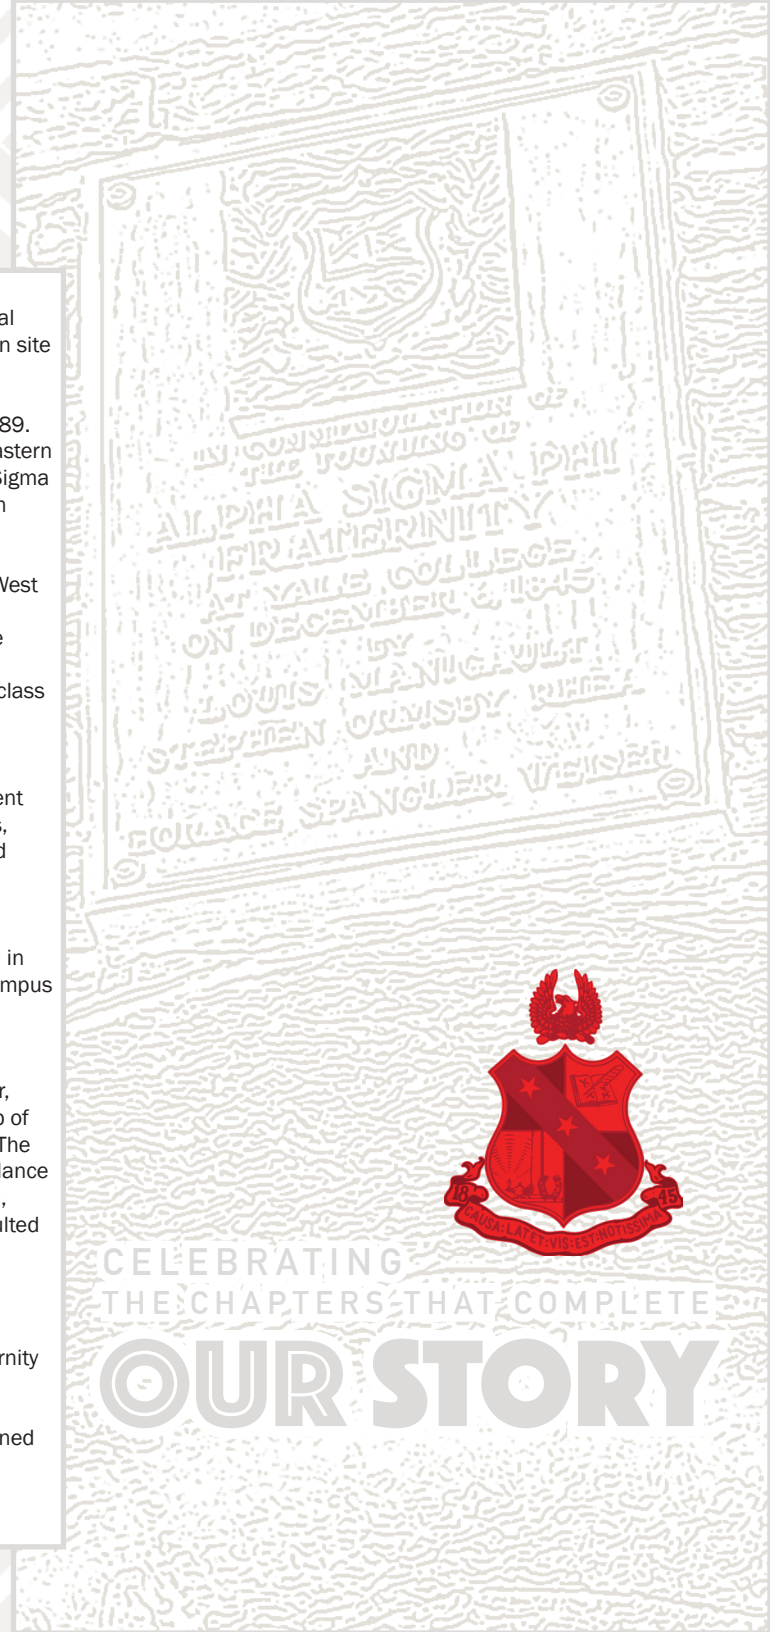 al
n site
89.
astern
Sigma
n
West
e
class
ent
s,
d
in
ampus
r,
p of
The
dance
,
ulted
rnity
ned
IN COMMEMORATION OF
THE FOUNDING OF
ALPHA SIGMA PHI
FRATERNITY
AT YALE COLLEGE
ON DECEMBER 6, 1845
BY
LOUIS MANIGAULT
STEPHEN ORMSBY RHEA
AND
HORACE SPANGLER WEISER
18 45
CAUSA:LATET:VIS:EST:NOTISSIMA
CELEBRATING
THE CHAPTERS THAT COMPLETE
OUR STORY